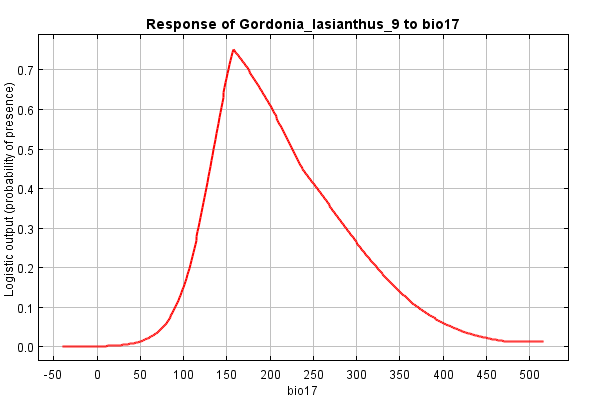 Response of Gordonia_lasianthus_9 to bio17
Logistic output (probability of presence)
0.7
0.6
0.5
0.4
0.3
0.2
0.1
0.0
-50 0 50 100 150 200 250 300 350 400 450 500
bio17